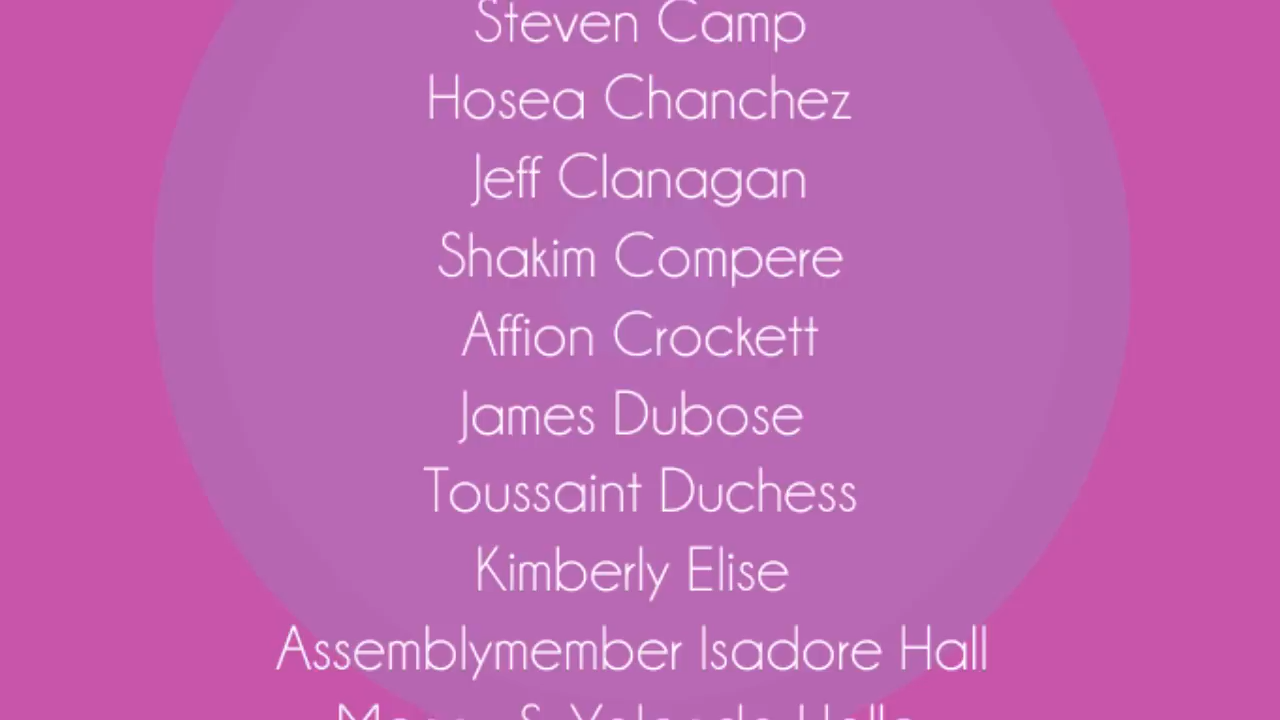 Steven Camp
Hosea Chanchez
Jeff Clanagan
Shakim Compere
Affion Crockett
James Dubose
Toussaint Duchess
Kimberly Elise
Assemblymember Isadore Hall
&